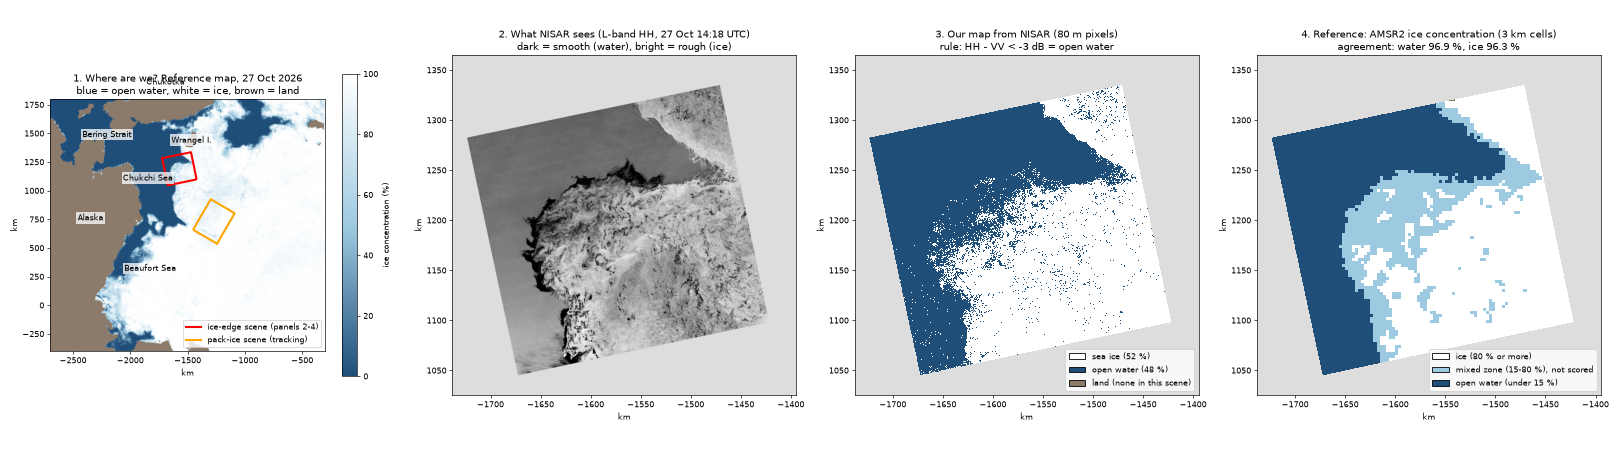 1. Where are we? Reference map, 27 Oct 2026
blue = open water, white = ice, brown = land
Chukotka
Bering Strait
Wrangel I.
Chukchi Sea
Alaska
Beaufort Sea
ice-edge scene (panels 2-4)
pack-ice scene (tracking)
1750
1500
1250
1000
750
500
250
0
−250
km
−2500
−2000
−1500
−1000
−500
km
100
80
60
40
20
0
ice concentration (%)
2. What NISAR sees (L-band HH, 27 Oct 14:18 UTC)
dark = smooth (water), bright = rough (ice)
1350
1300
1250
1200
1150
1100
1050
km
−1700
−1650
−1600
−1550
−1500
−1450
−1400
km
3. Our map from NISAR (80 m pixels)
rule: HH - VV < -3 dB = open water
1350
1300
1250
1200
1150
1100
1050
km
sea ice (52 %)
open water (48 %)
land (none in this scene)
−1700
−1650
−1600
−1550
−1500
−1450
−1400
km
4. Reference: AMSR2 ice concentration (3 km cells)
agreement: water 96.9 %, ice 96.3 %
1350
1300
1250
1200
1150
1100
1050
km
ice (80 % or more)
mixed zone (15-80 %), not scored
open water (under 15 %)
−1700
−1650
−1600
−1550
−1500
−1450
−1400
km